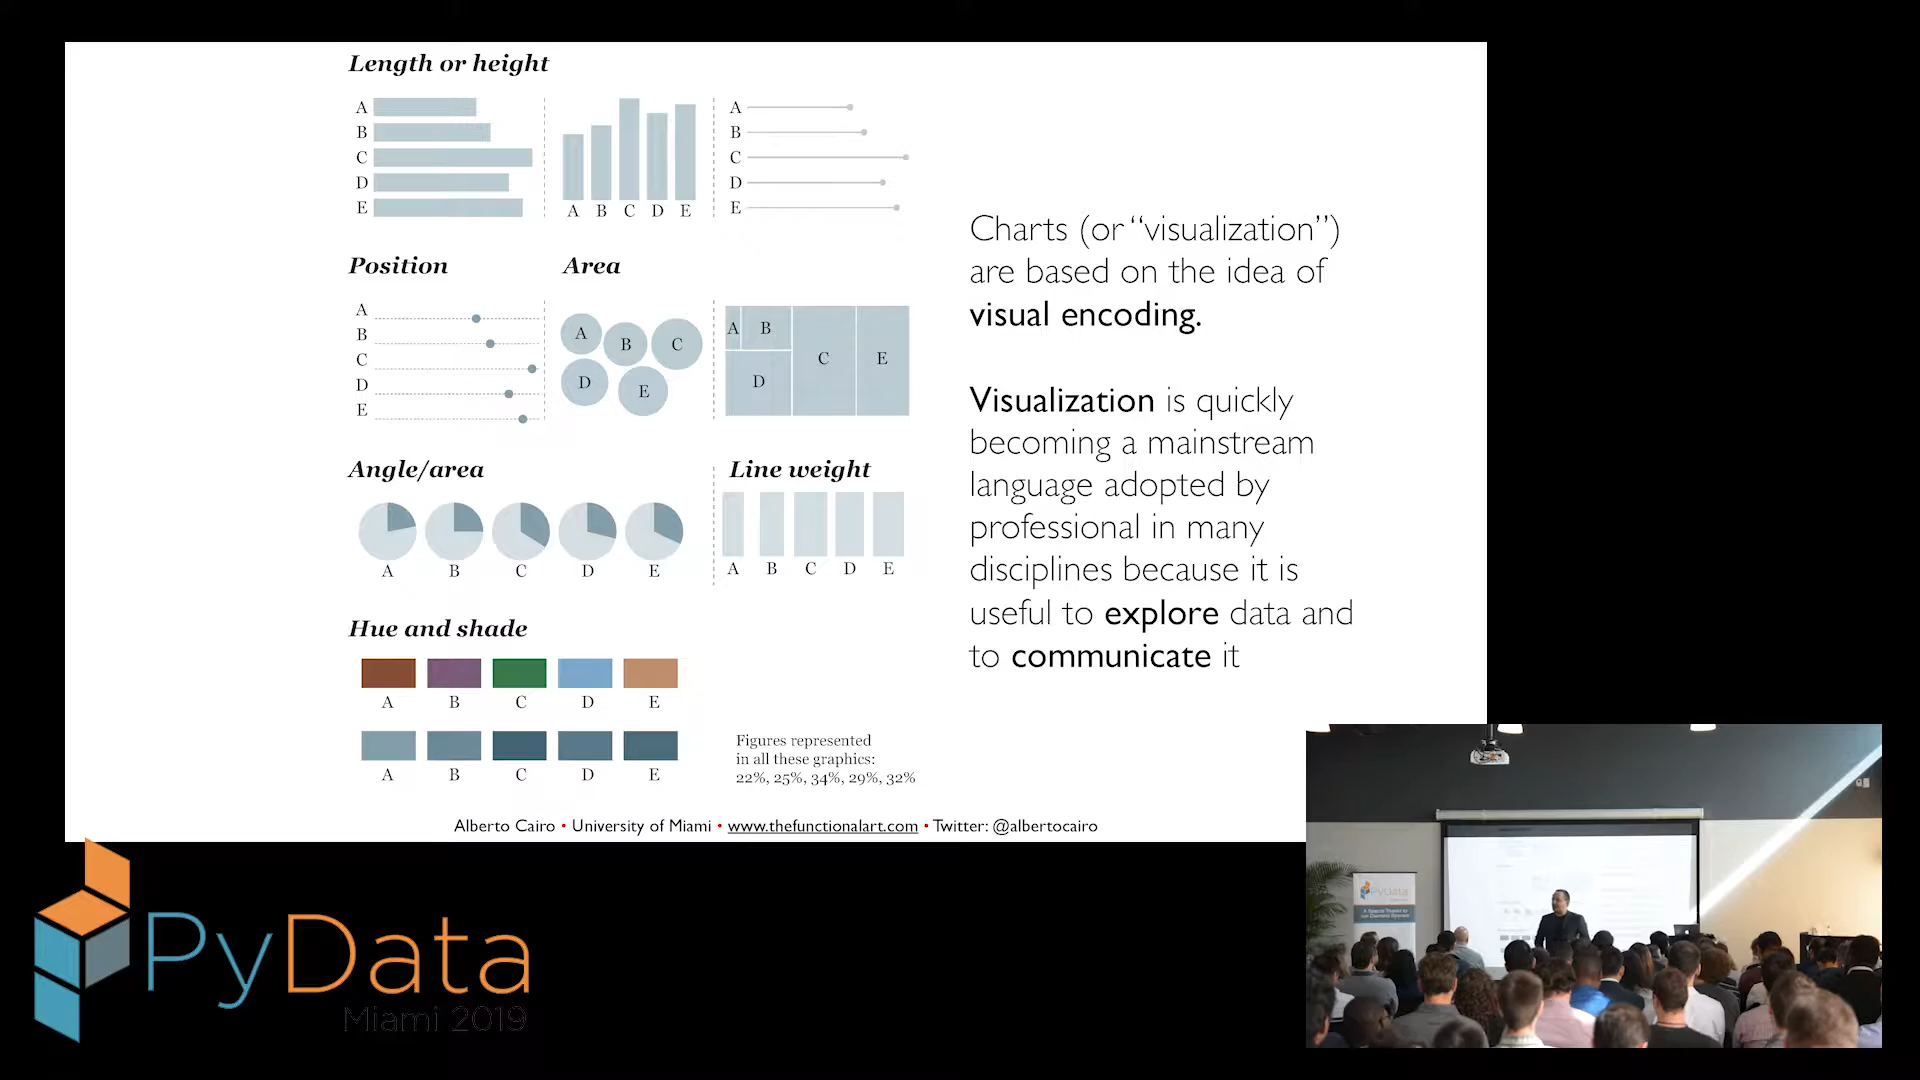 Length or height
A
B
C
D
E
A B C D E
A
B
C
D
E
Position
Area
A
B
C
D
E
A
B
C
D
E
A
B
C
D
E
Angle/area
Line weight
A B C D E
A B C D E
Hue and shade
A B C D E
A B C D E
Figures represented
in all these graphics:
22%, 25%, 34%, 29%, 32%
Charts (or “visualization”)
are based on the idea of
visual encoding.
Visualization is quickly
becoming a mainstream
language adopted by
professional in many
disciplines because it is
useful to explore data and
to communicate it
Alberto Cairo • University of Miami • www.thefunctionalart.com • Twitter: @albertocairo
PyData
Miami 2019
PyData